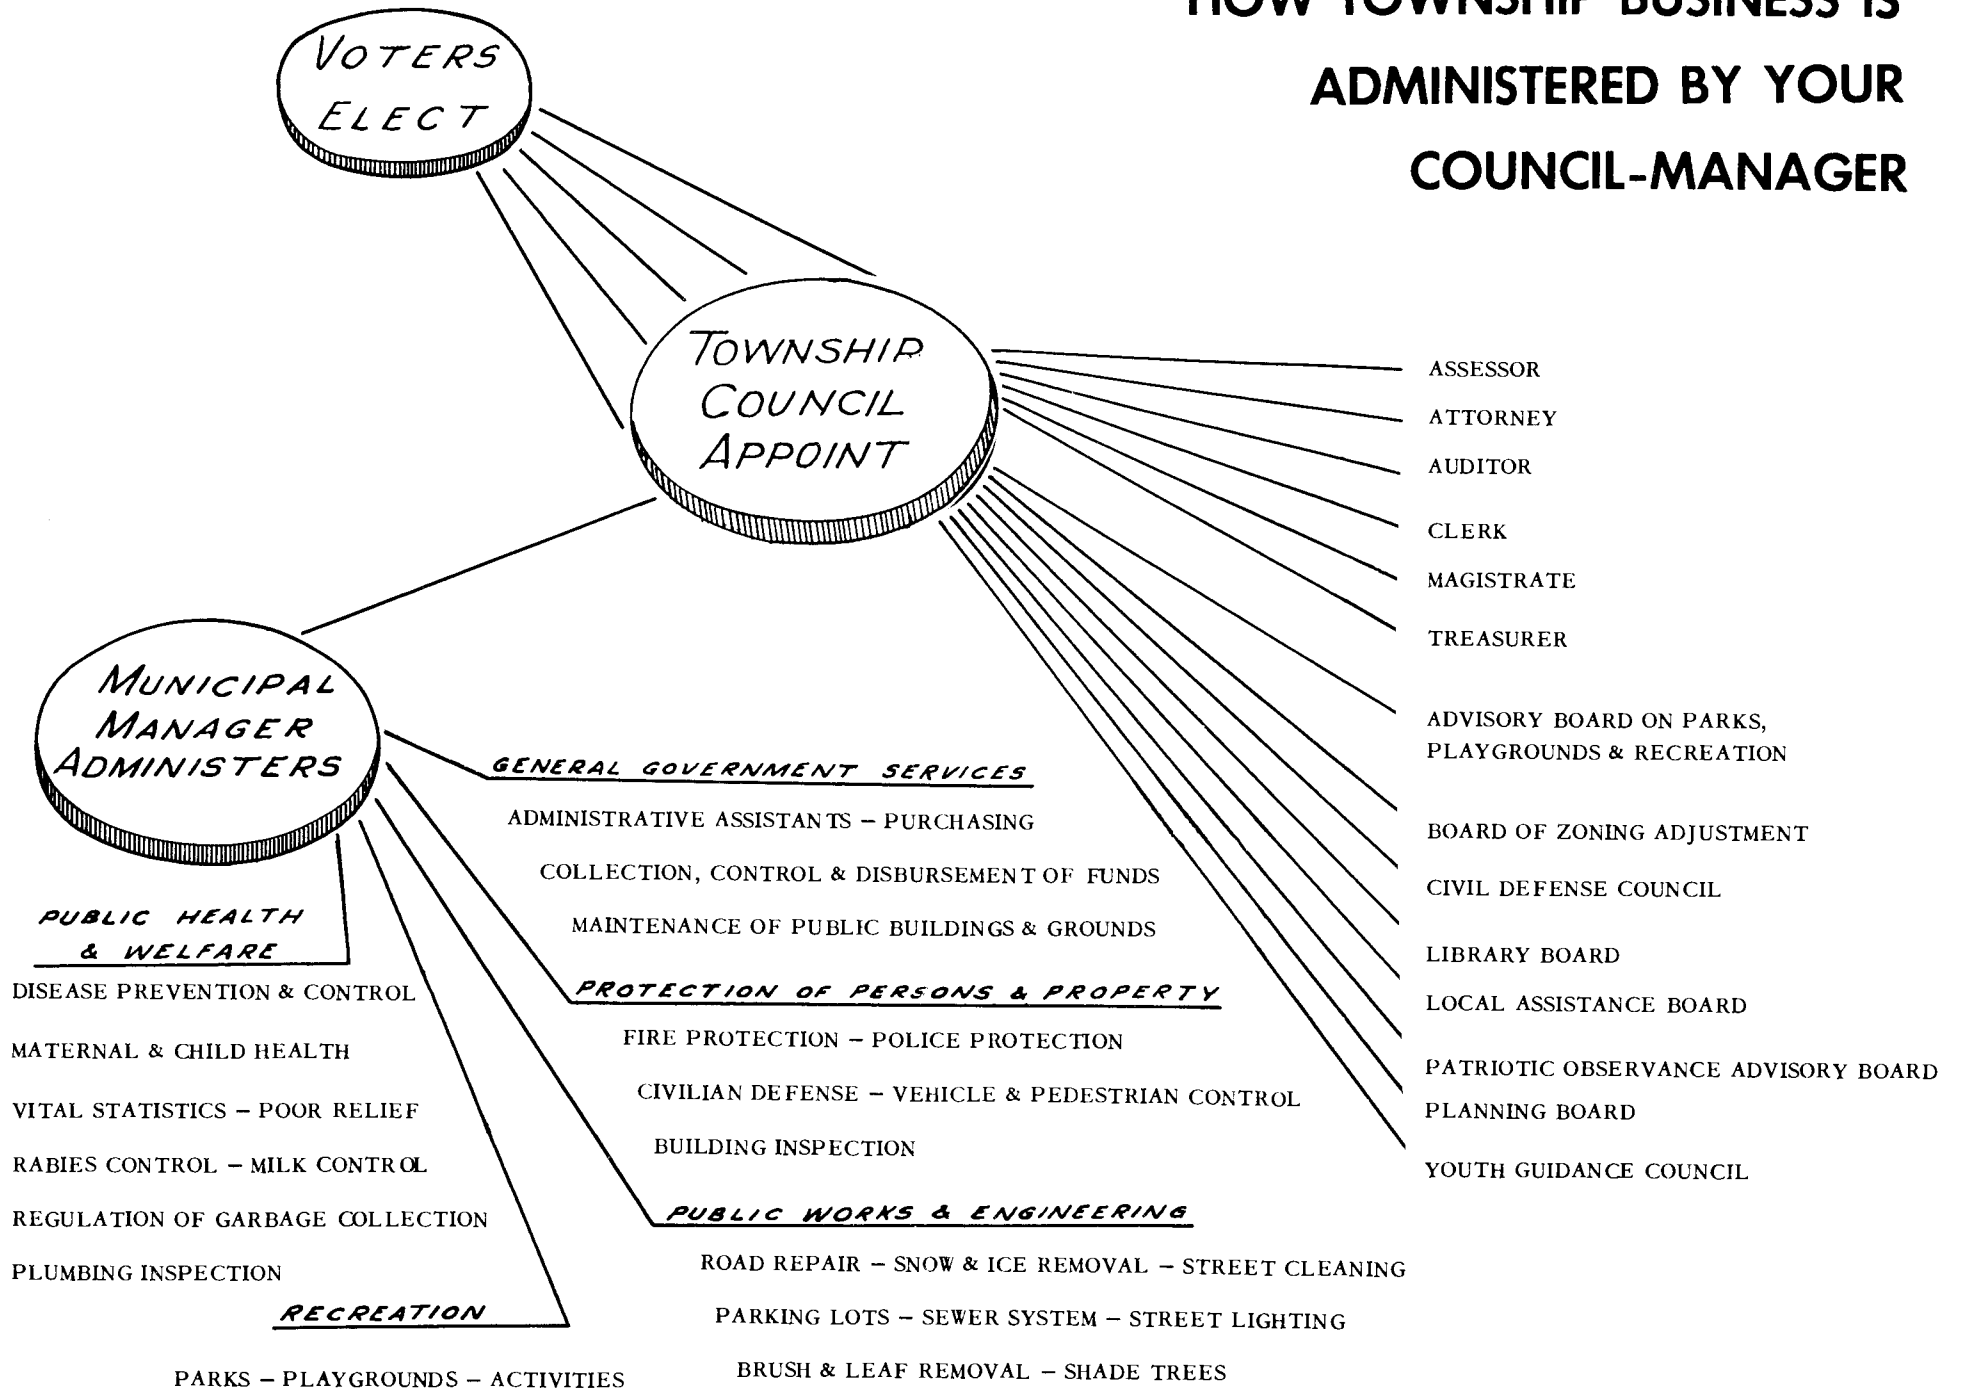 HOW TOWNSHIP BUSINESS IS
ADMINISTERED BY YOUR
COUNCIL-MANAGER
VOTERS
ELECT
TOWNSHIP
COUNCIL
APPOINT
ASSESSOR
ATTORNEY
AUDITOR
CLERK
MAGISTRATE
TREASURER
ADVISORY BOARD ON PARKS,
PLAYGROUNDS & RECREATION
BOARD OF ZONING ADJUSTMENT
CIVIL DEFENSE COUNCIL
LIBRARY BOARD
LOCAL ASSISTANCE BOARD
PATRIOTIC OBSERVANCE ADVISORY BOARD
PLANNING BOARD
YOUTH GUIDANCE COUNCIL
MUNICIPAL
MANAGER
ADMINISTERS
GENERAL GOVERNMENT SERVICES
ADMINISTRATIVE ASSISTANTS – PURCHASING
COLLECTION, CONTROL & DISBURSEMENT OF FUNDS
MAINTENANCE OF PUBLIC BUILDINGS & GROUNDS
PROTECTION OF PERSONS & PROPERTY
FIRE PROTECTION – POLICE PROTECTION
CIVILIAN DEFENSE – VEHICLE & PEDESTRIAN CONTROL
BUILDING INSPECTION
PUBLIC WORKS & ENGINEERING
ROAD REPAIR – SNOW & ICE REMOVAL – STREET CLEANING
PARKING LOTS – SEWER SYSTEM – STREET LIGHTING
BRUSH & LEAF REMOVAL – SHADE TREES
PUBLIC HEALTH
& WELFARE
DISEASE PREVENTION & CONTROL
MATERNAL & CHILD HEALTH
VITAL STATISTICS – POOR RELIEF
RABIES CONTROL – MILK CONTROL
REGULATION OF GARBAGE COLLECTION
PLUMBING INSPECTION
RECREATION
PARKS – PLAYGROUNDS – ACTIVITIES